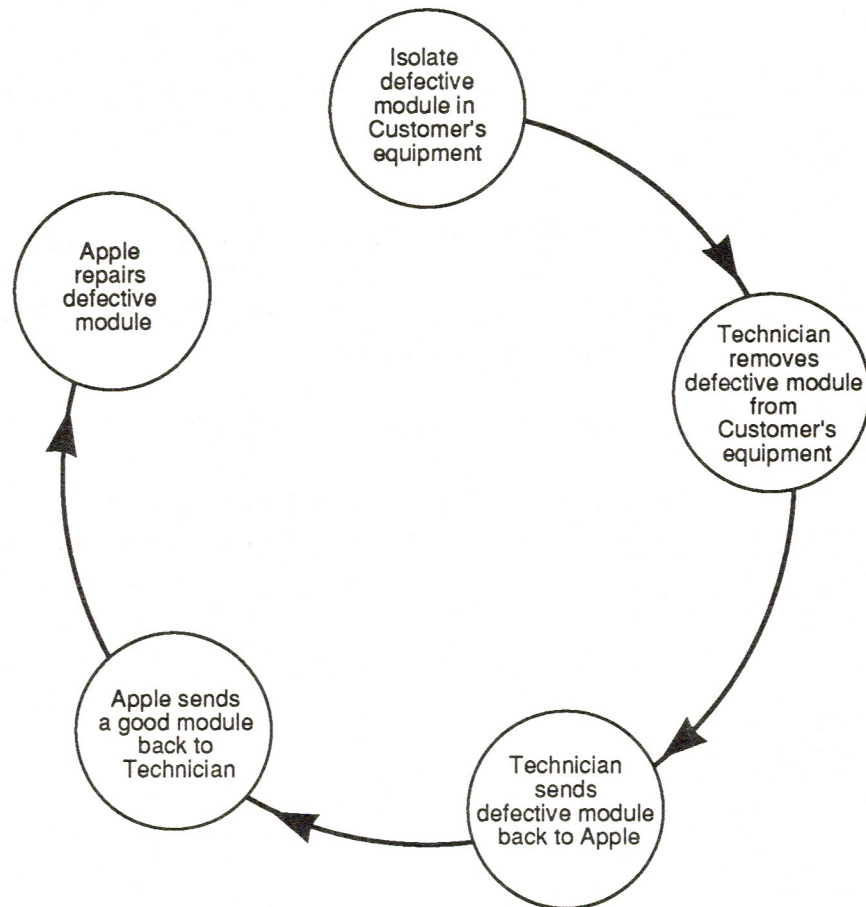 Isolate
defective
module in
Customer's
equipment
Technician
removes
defective module
from
Customer's
equipment
Technician
sends
defective module
back to Apple
Apple sends
a good module
back to
Technician
Apple
repairs
defective
module